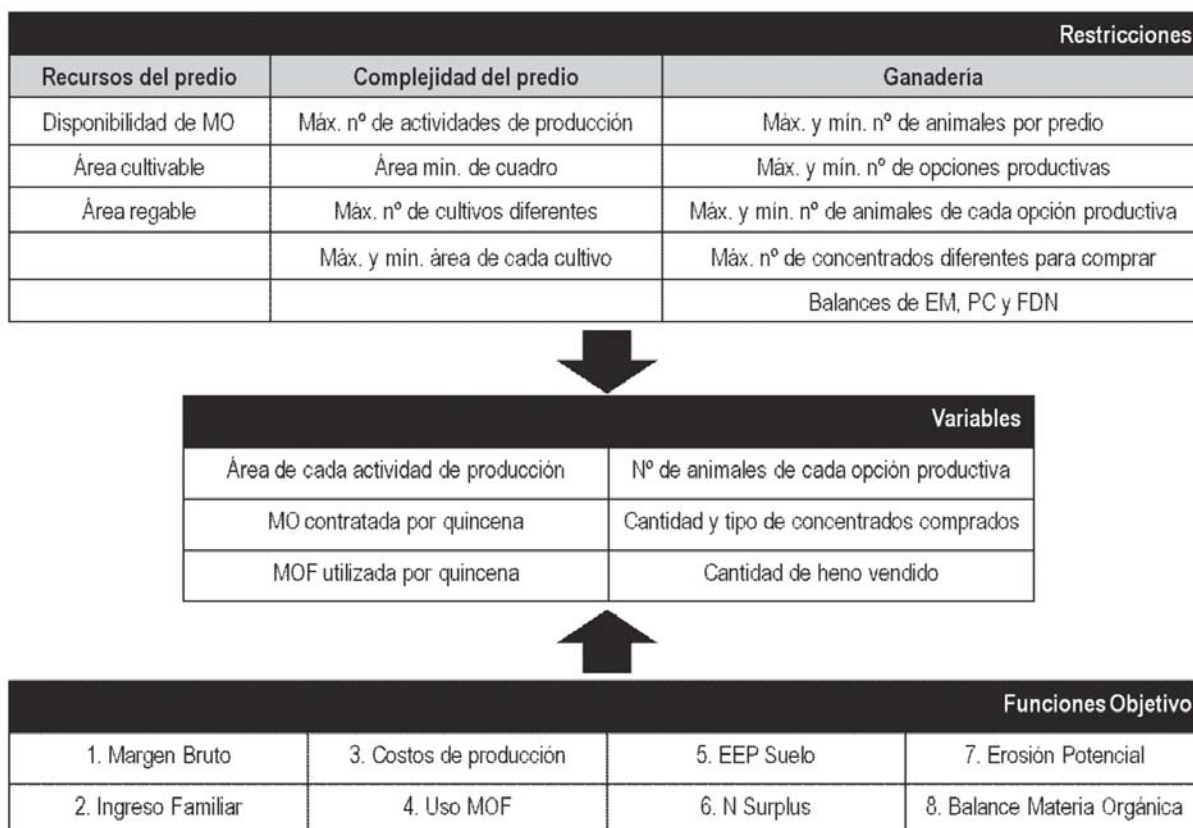 Restricciones
Recursos del predio Complejidad del predio Ganadería
Disponibilidad de MO Máx. nº de actividades de producción Máx. y mín. nº de animales por predio
Área cultivable Área mín. de cuadro Máx. y mín. nº de opciones productivas
Área regable Máx. nº de cultivos diferentes Máx. y mín. nº de animales de cada opción productiva
Máx. y mín. área de cada cultivo Máx. nº de concentrados diferentes para comprar
Balances de EM, PC y FDN
Variables
Área de cada actividad de producción Nº de animales de cada opción productiva
MO contratada por quincena Cantidad y tipo de concentrados comprados
MOF utilizada por quincena Cantidad de heno vendido
Funciones Objetivo
1. Margen Bruto 3. Costos de producción 5. EEP Suelo 7. Erosión Potencial
2. Ingreso Familiar 4. Uso MOF 6. N Surplus 8. Balance Materia Orgánica